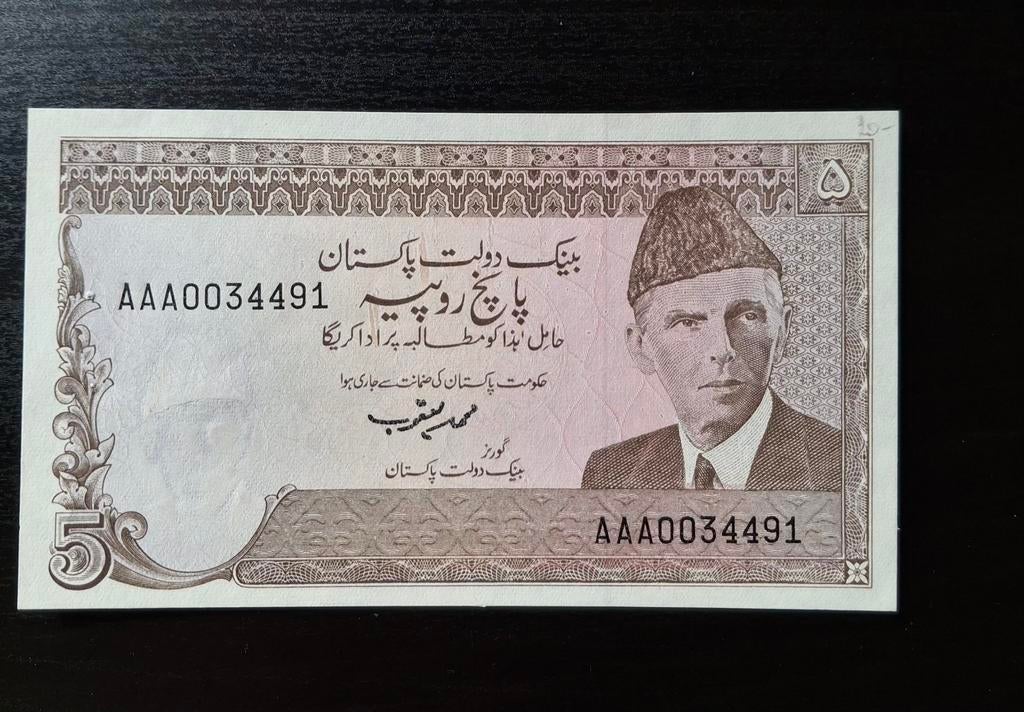 ۵
بینک دولت پاکستان
پانچ روپیہ
AAA0034491
حامل ہٰذا کو مطالبہ پر ادا کریگا
حکومت پاکستان کی ضمانت سے جاری ہوا
گورنر
بینک دولت پاکستان
5
AAA0034491